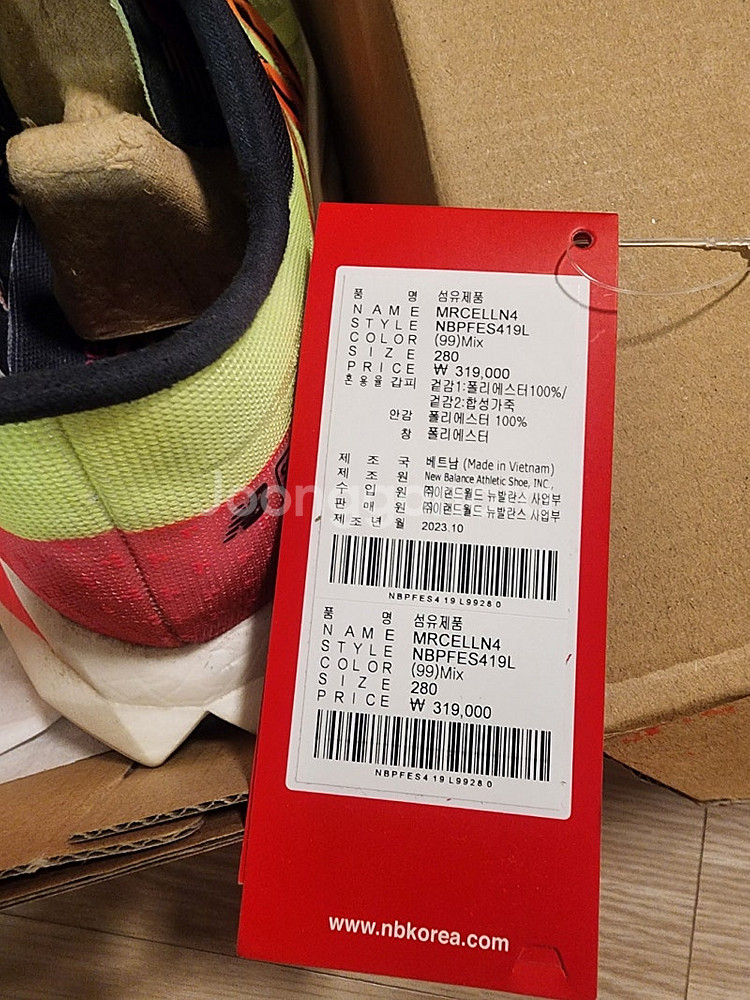 품 명 섬유제품
NAME MRCELLN4
STYLE NBPFES419L
COLOR (99)Mix
SIZE 280
PRICE ₩ 319,000
혼용율 갑피 겉감1:폴리에스터100%/
겉감2:합성가죽
안감 폴리에스터 100%
창 폴리에스터
제 조 국 베트남 (Made in Vietnam)
제 조 원 New Balance Athletic Shoe, INC.,
수 입 원 ㈜이랜드월드 뉴발란스 사업부
판 매 원 ㈜이랜드월드 뉴발란스 사업부
제조년월 2023.10
NBPFES419L99280
품 명 섬유제품
NAME MRCELLN4
STYLE NBPFES419L
COLOR (99)Mix
SIZE 280
PRICE ₩ 319,000
NBPFES419L99280
www.nbkorea.com